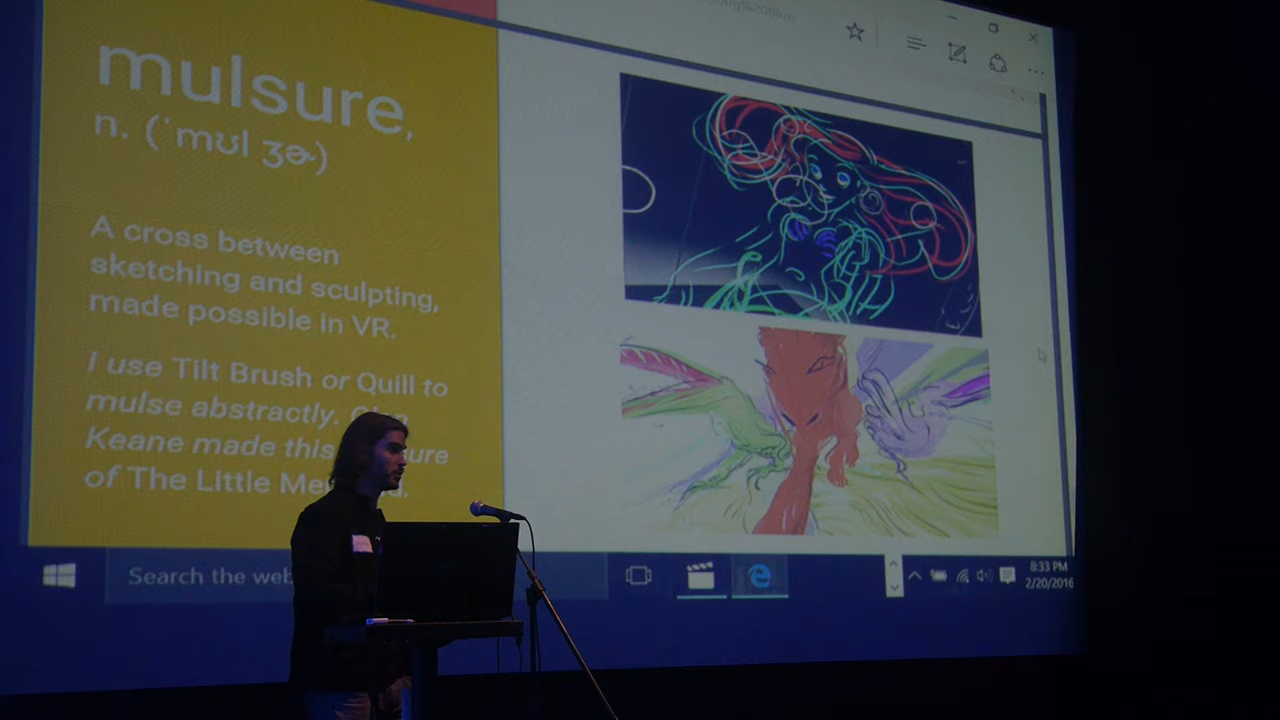 mulsure,
n. (ˈmʊl ʒɚ)
A cross between
sketching and sculpting,
made possible in VR.
I use Tilt Brush or Quill to
mulse abstractly.
Keane made this
of The Little
Search the web
8:33 PM
2/20/2016